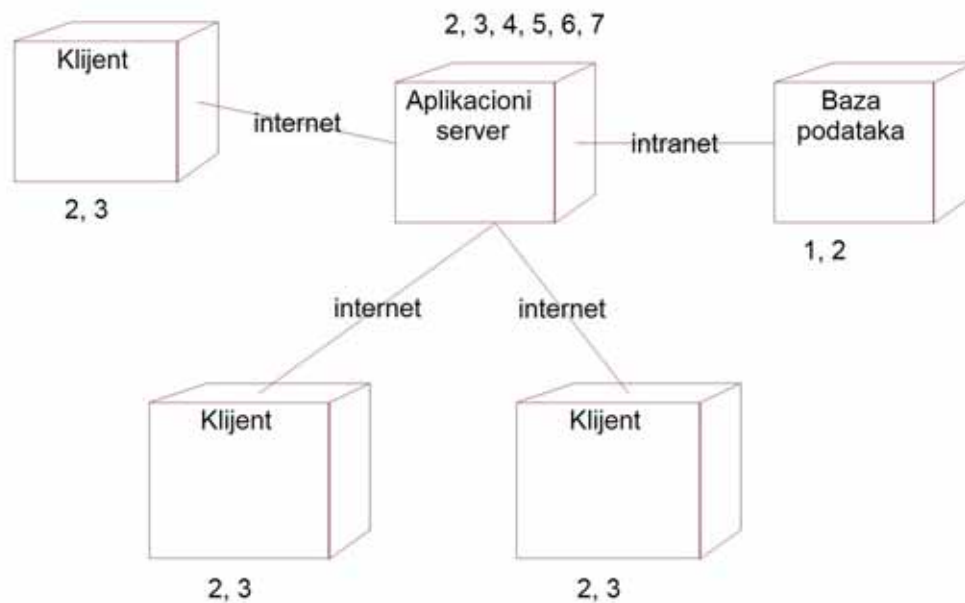 2, 3, 4, 5, 6, 7
Klijent
internet
2, 3
Aplikacioni
server
intranet
Baza
podataka
1, 2
internet
internet
Klijent
2, 3
Klijent
2, 3